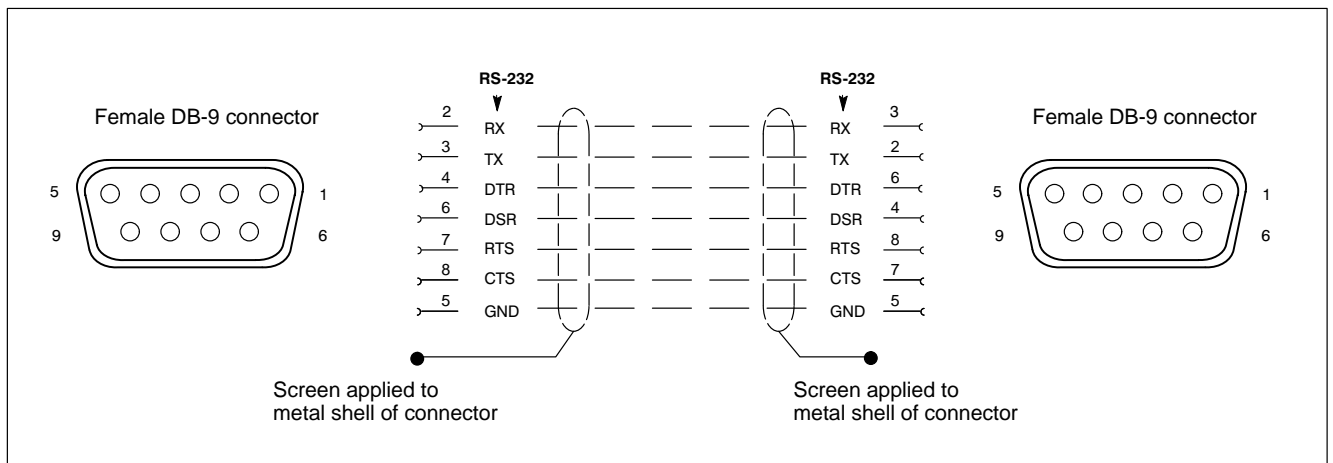 RS-232
RS-232
Female DB-9 connector
Female DB-9 connector
2 RX RX 3
3 TX TX 2
4 DTR DTR 6
6 DSR DSR 4
7 RTS RTS 8
8 CTS CTS 7
5 GND GND 5
5 1
9 6
5 1
9 6
Screen applied to
metal shell of connector
Screen applied to
metal shell of connector